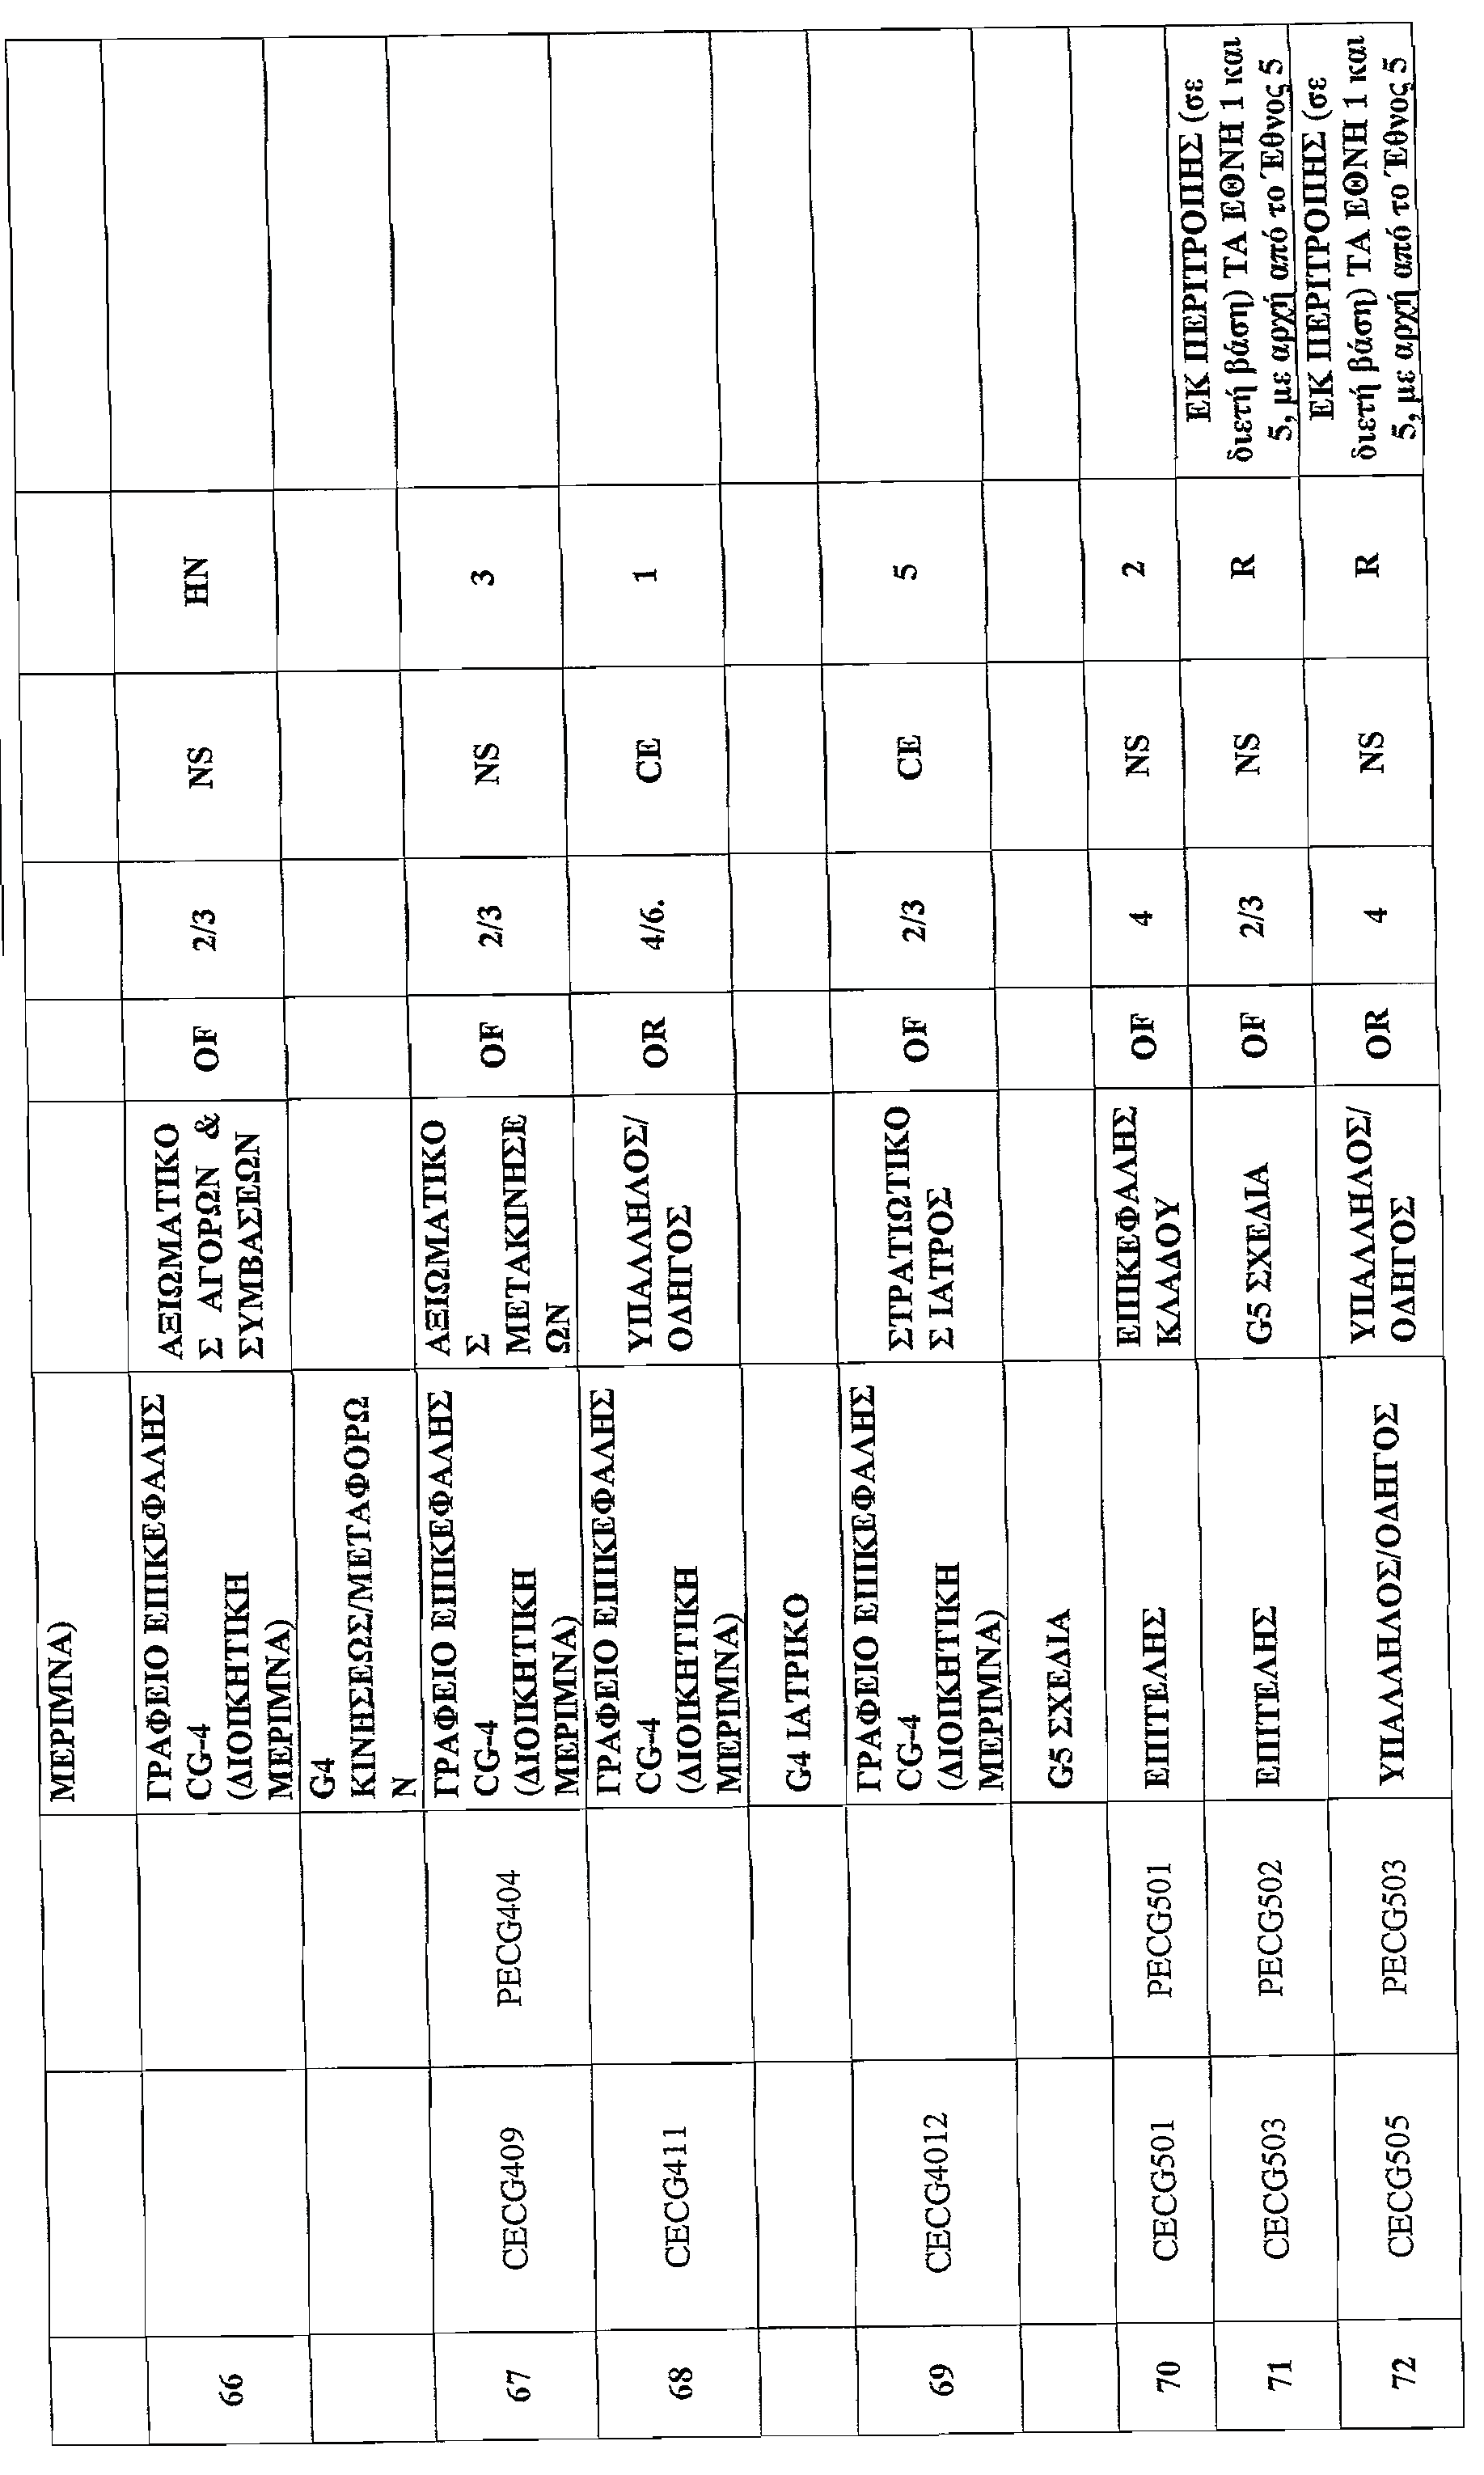 ΜΕΡΙΜΝΑ)
66
ΓΡΑΦΕΙΟ ΕΠΙΚΕΦΑΛΗΣ
CG-4
(ΔΙΟΙΚΗΤΙΚΗ
ΜΕΡΙΜΝΑ)
ΑΞΙΩΜΑΤΙΚΟ
Σ ΑΓΟΡΩΝ &
ΣΥΜΒΑΣΕΩΝ
OF
2/3
NS
HN
G4
ΚΙΝΗΣΕΩΣ/ΜΕΤΑΦΟΡΩ
Ν
67
CECG409
PECG404
ΓΡΑΦΕΙΟ ΕΠΙΚΕΦΑΛΗΣ
CG-4
(ΔΙΟΙΚΗΤΙΚΗ
ΜΕΡΙΜΝΑ)
ΑΞΙΩΜΑΤΙΚΟ
Σ
ΜΕΤΑΚΙΝΗΣΕ
ΩΝ
OF
2/3
NS
3
68
CECG411
ΓΡΑΦΕΙΟ ΕΠΙΚΕΦΑΛΗΣ
CG-4
(ΔΙΟΙΚΗΤΙΚΗ
ΜΕΡΙΜΝΑ)
ΥΠΑΛΛΗΛΟΣ/
ΟΔΗΓΟΣ
OR
4/6.
CE
1
G4 ΙΑΤΡΙΚΟ
69
CECG4012
ΓΡΑΦΕΙΟ ΕΠΙΚΕΦΑΛΗΣ
CG-4
(ΔΙΟΙΚΗΤΙΚΗ
ΜΕΡΙΜΝΑ)
ΣΤΡΑΤΙΩΤΙΚΟ
Σ ΙΑΤΡΟΣ
OF
2/3
CE
5
G5 ΣΧΕΔΙΑ
70
CECG501
PECG501
ΕΠΙΤΕΛΗΣ
ΕΠΙΚΕΦΑΛΗΣ
ΚΛΑΔΟΥ
OF
4
NS
2
71
CECG503
PECG502
ΕΠΙΤΕΛΗΣ
G5 ΣΧΕΔΙΑ
OF
2/3
NS
R
ΕΚ ΠΕΡΙΤΡΟΠΗΣ (σε
διετή βάση) ΤΑ ΕΘΝΗ 1 και
5, με αρχή από το Έθνος 5
72
CECG505
PECG503
ΥΠΑΛΛΗΛΟΣ/ΟΔΗΓΟΣ
ΥΠΑΛΛΗΛΟΣ/
ΟΔΗΓΟΣ
OR
4
NS
R
ΕΚ ΠΕΡΙΤΡΟΠΗΣ (σε
διετή βάση) ΤΑ ΕΘΝΗ 1 και
5, με αρχή από το Έθνος 5